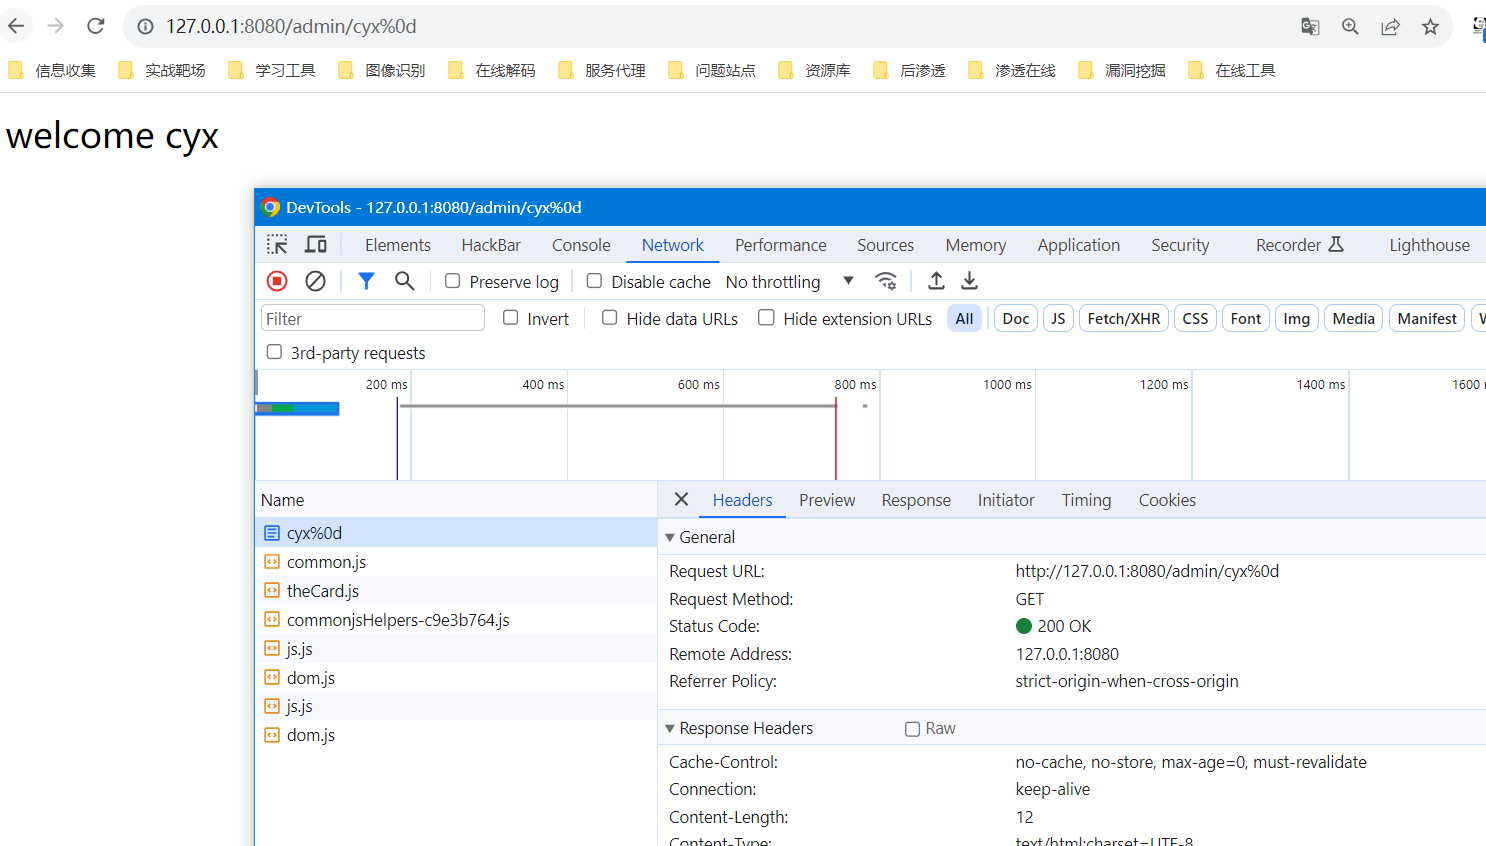 127.0.0.1:8080/admin/cyx%0d
信息收集 实战靶场 学习工具 图像识别 在线解码 服务代理 问题站点 资源库 后渗透 渗透在线 漏洞挖掘 在线工具
welcome cyx
DevTools - 127.0.0.1:8080/admin/cyx%0d
Elements HackBar Console Network Performance Sources Memory Application Security Recorder Lighthouse
Preserve log Disable cache No throttling
Filter Invert Hide data URLs Hide extension URLs All Doc JS Fetch/XHR CSS Font Img Media Manifest
3rd-party requests
200 ms 400 ms 600 ms 800 ms 1000 ms 1200 ms 1400 ms 1600
Name
cyx%0d
common.js
theCard.js
commonjsHelpers-c9e3b764.js
js.js
dom.js
js.js
dom.js
Headers Preview Response Initiator Timing Cookies
General
Request URL: http://127.0.0.1:8080/admin/cyx%0d
Request Method: GET
Status Code: 200 OK
Remote Address: 127.0.0.1:8080
Referrer Policy: strict-origin-when-cross-origin
Response Headers Raw
Cache-Control: no-cache, no-store, max-age=0, must-revalidate
Connection: keep-alive
Content-Length: 12
Content-Type: text/html;charset=UTF-8